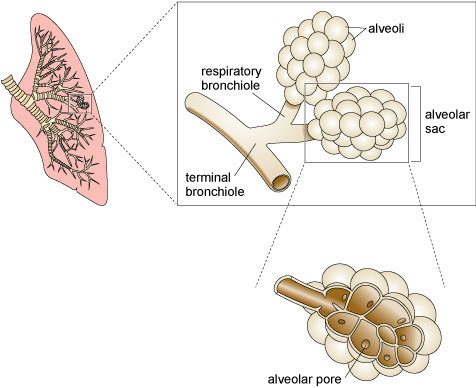 alveoli
respiratory
bronchiole
alveolar
sac
terminal
bronchiole
alveolar pore